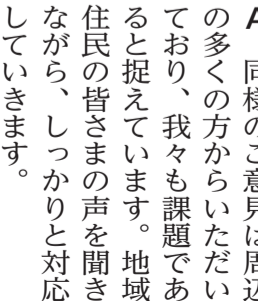 A 同様のご意見は周辺
の多くの方からいただい
ており、我々も課題であ
ると捉えています。地域
住民の皆さまの声を聞き
ながら、しっかりと対応
していきます。